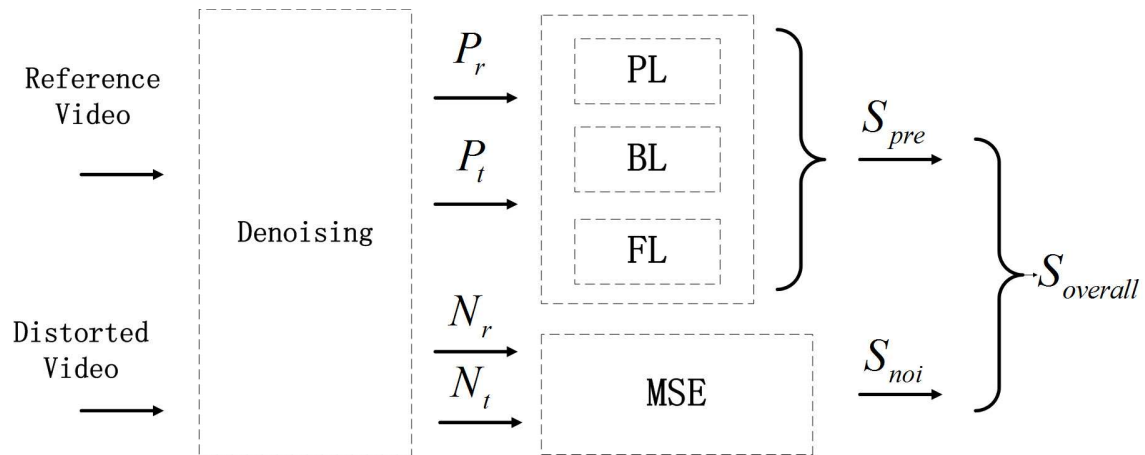 Reference
Video
Distorted
Video
Denoising
P_r
P_t
N_r
N_t
PL
BL
FL
MSE
S_pre
S_noi
S_overall